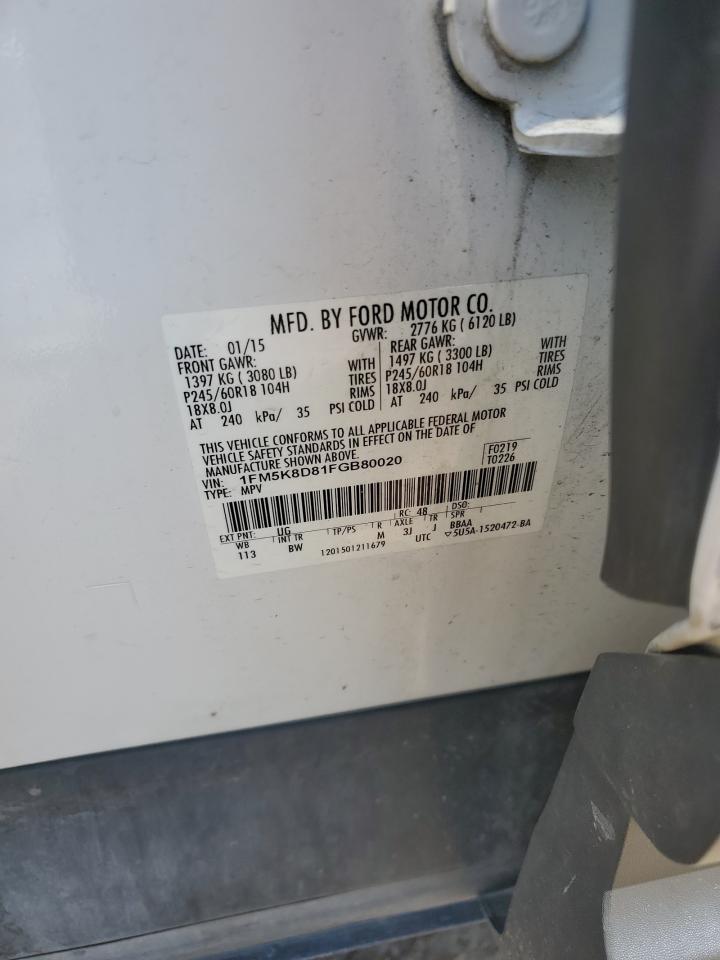 MFD. BY FORD MOTOR CO.
DATE: 01/15 GVWR: 2776 KG ( 6120 LB)
FRONT GAWR: REAR GAWR:
1397 KG ( 3080 LB) WITH 1497 KG ( 3300 LB) WITH
P245/60R18 104H TIRES P245/60R18 104H TIRES
18X8.0J RIMS 18X8.0J RIMS
AT 240 kPa/ 35 PSI COLD AT 240 kPa/ 35 PSI COLD
THIS VEHICLE CONFORMS TO ALL APPLICABLE FEDERAL MOTOR
VEHICLE SAFETY STANDARDS IN EFFECT ON THE DATE OF
MANUFACTURE SHOWN ABOVE. F0219
VIN: 1FM5K8D81FGB80020 T0226
TYPE: MPV
EXT PNT: UG RC: 48 DSO:
WB INT TR TP/PS R AXLE TR SPR
113 BW M 3J J BBAA
1201501211679 UTC ▽5U5A-1520472-BA